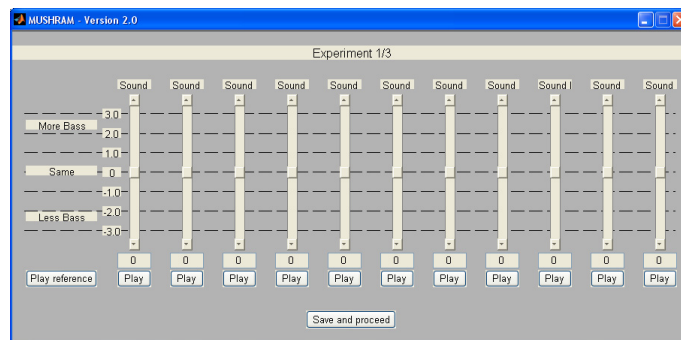 MUSHRAM - Version 2.0
Experiment 1/3
Sound Sound Sound Sound Sound Sound Sound Sound Sound I Sound Sound
3.0
More Bass
2.0
1.0
Same 0
-1.0
-2.0
Less Bass
-3.0
0 0 0 0 0 0 0 0 0 0 0
Play reference Play Play Play Play Play Play Play Play Play Play Play
Save and proceed